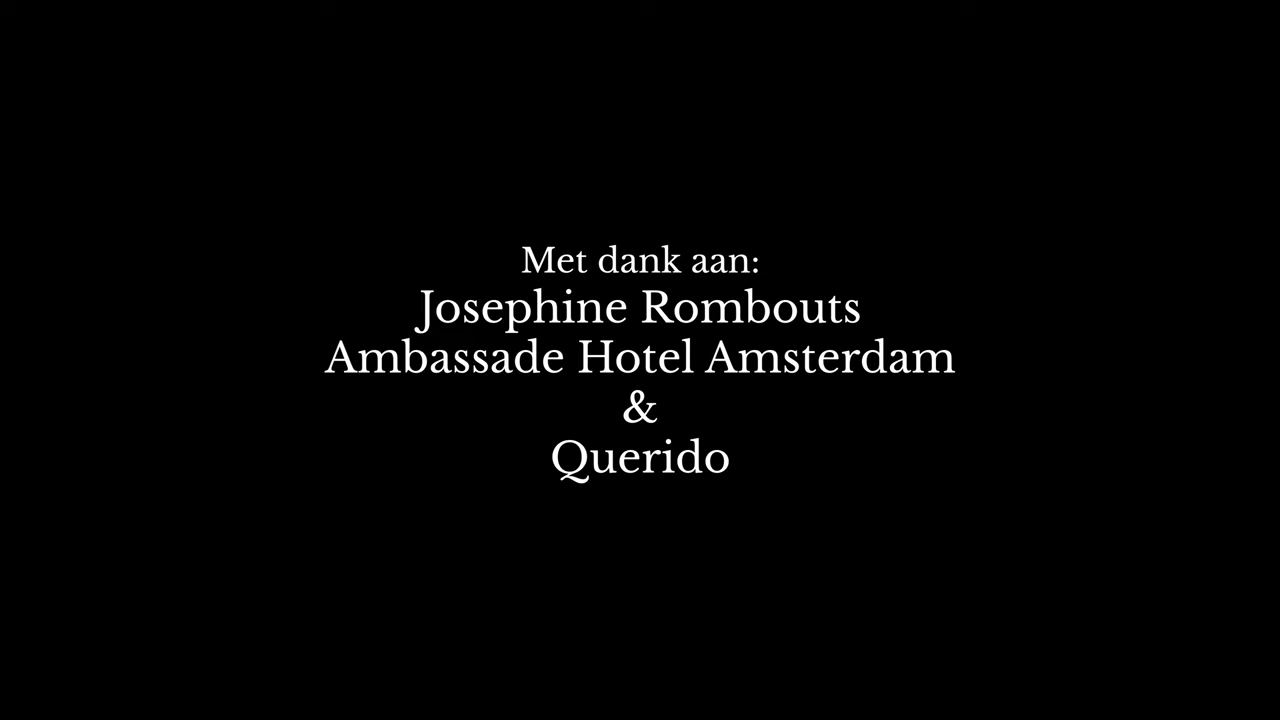 Met dank aan:
Josephine Rombouts
Ambassade Hotel Amsterdam
&
Querido